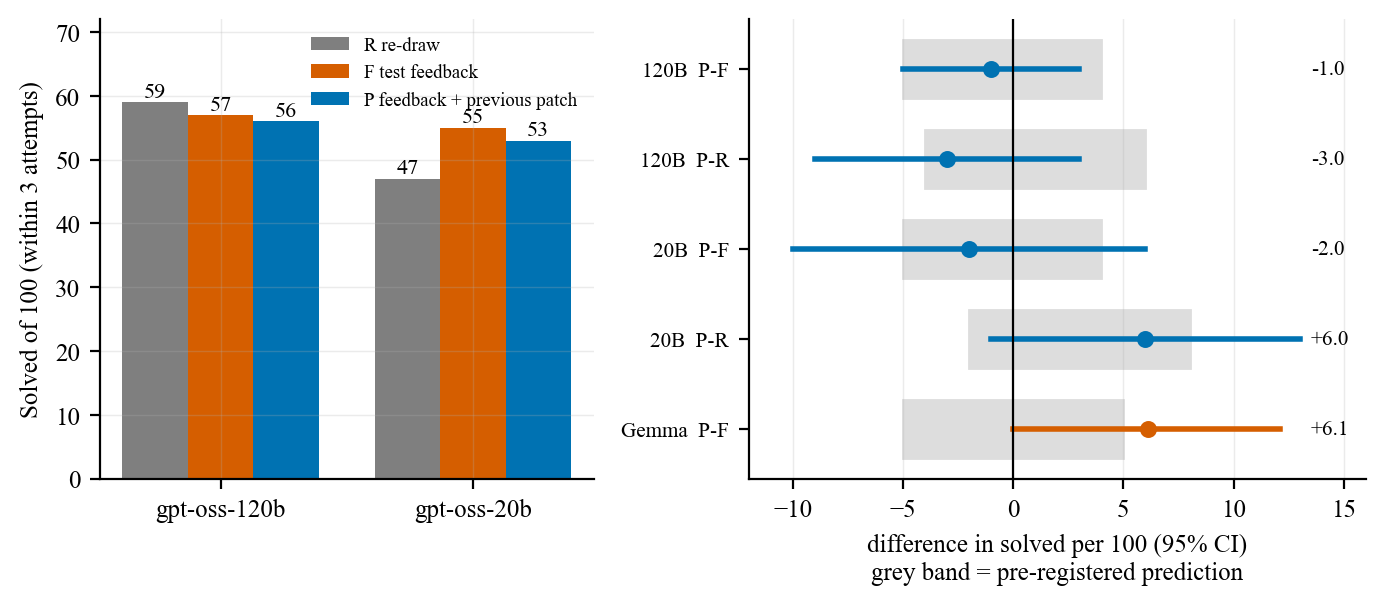 Solved of 100 (within 3 attempts)
70
60
50
40
30
20
10
0
R re-draw
F test feedback
P feedback + previous patch
59
57
56
47
55
53
gpt-oss-120b
gpt-oss-20b
120B P-F
-1.0
120B P-R
-3.0
20B P-F
-2.0
20B P-R
+6.0
Gemma P-F
+6.1
−10
−5
0
5
10
15
difference in solved per 100 (95% CI)
grey band = pre-registered prediction